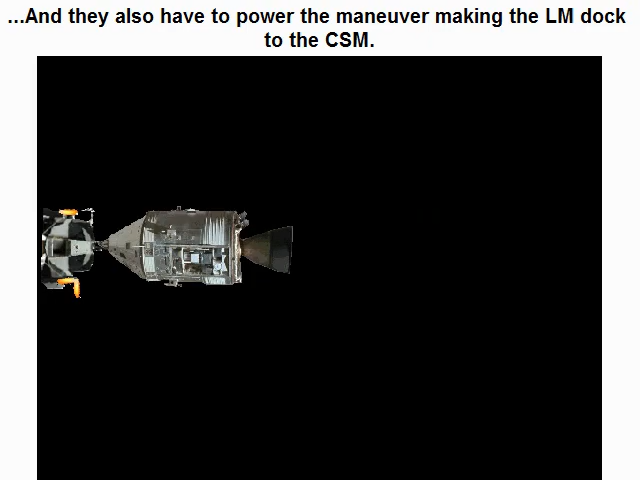 ...And they also have to power the maneuver making the LM dock
to the CSM.